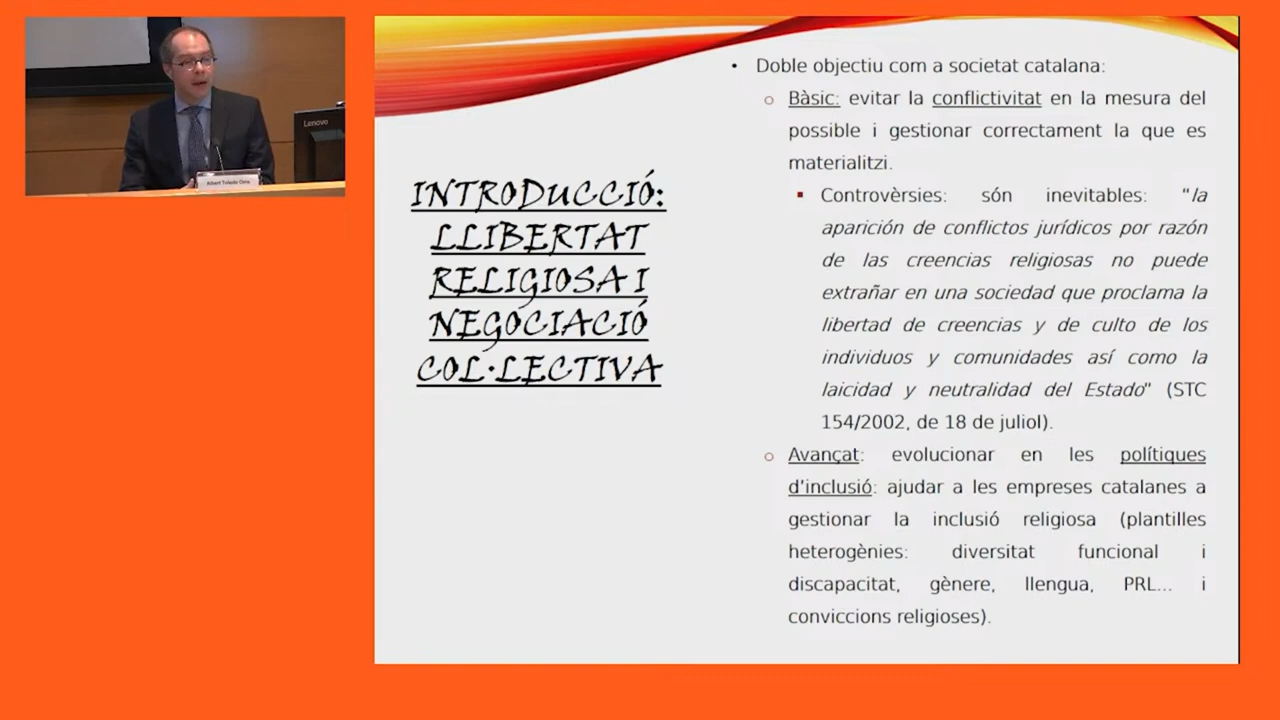 Lenovo
Albert Toledo Oms
INTRODUCCIÓ:
LLIBERTAT
RELIGIOSA I
NEGOCIACIÓ
COL·LECTIVA
• Doble objectiu com a societat catalana:
o Bàsic: evitar la conflictivitat en la mesura del
possible i gestionar correctament la que es
materialitzi.
▪ Controvèrsies: són inevitables: "la
aparición de conflictos jurídicos por razón
de las creencias religiosas no puede
extrañar en una sociedad que proclama la
libertad de creencias y de culto de los
individuos y comunidades así como la
laicidad y neutralidad del Estado" (STC
154/2002, de 18 de juliol).
o Avançat: evolucionar en les polítiques
d'inclusió: ajudar a les empreses catalanes a
gestionar la inclusió religiosa (plantilles
heterogènies: diversitat funcional i
discapacitat, gènere, llengua, PRL... i
conviccions religioses).